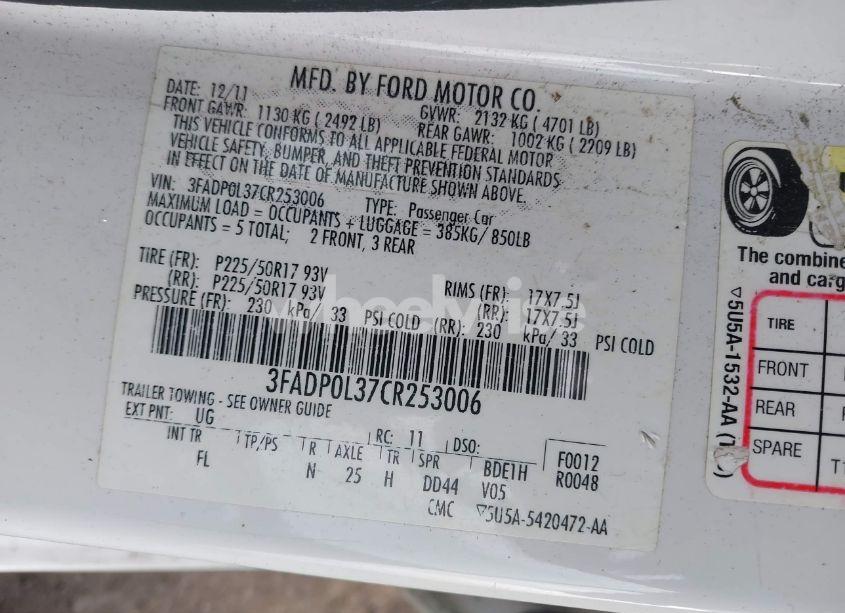 MFD. BY FORD MOTOR CO.
DATE: 12/11
GVWR: 2132 KG ( 4701 LB)
FRONT GAWR: 1130 KG ( 2492 LB)
REAR GAWR: 1002 KG ( 2209 LB)
THIS VEHICLE CONFORMS TO ALL APPLICABLE FEDERAL MOTOR
VEHICLE SAFETY, BUMPER, AND THEFT PREVENTION STANDARDS
IN EFFECT ON THE DATE OF MANUFACTURE SHOWN ABOVE.
VIN: 3FADP0L37CR253006 TYPE: Passenger Car
MAXIMUM LOAD = OCCUPANTS + LUGGAGE = 385KG/ 850LB
OCCUPANTS = 5 TOTAL; 2 FRONT, 3 REAR
TIRE (FR): P225/50R17 93V RIMS (FR): 17X7.5J
(RR): P225/50R17 93V (RR): 17X7.5J
PRESSURE (FR): 230 kPa/ 33 PSI COLD (RR): 230 kPa/ 33 PSI COLD
3FADP0L37CR253006
TRAILER TOWING - SEE OWNER GUIDE
EXT PNT: UG RC: 11 DSO: F0012
INT TR TP/PS R AXLE TR SPR BDE1H R0048
FL N 25 H DD44 V05
CMC ▽5U5A-5420472-AA
The combine
and carg
TIRE
FRONT
REAR
SPARE
T1
▽5U5A-1532-AA
wheelvine